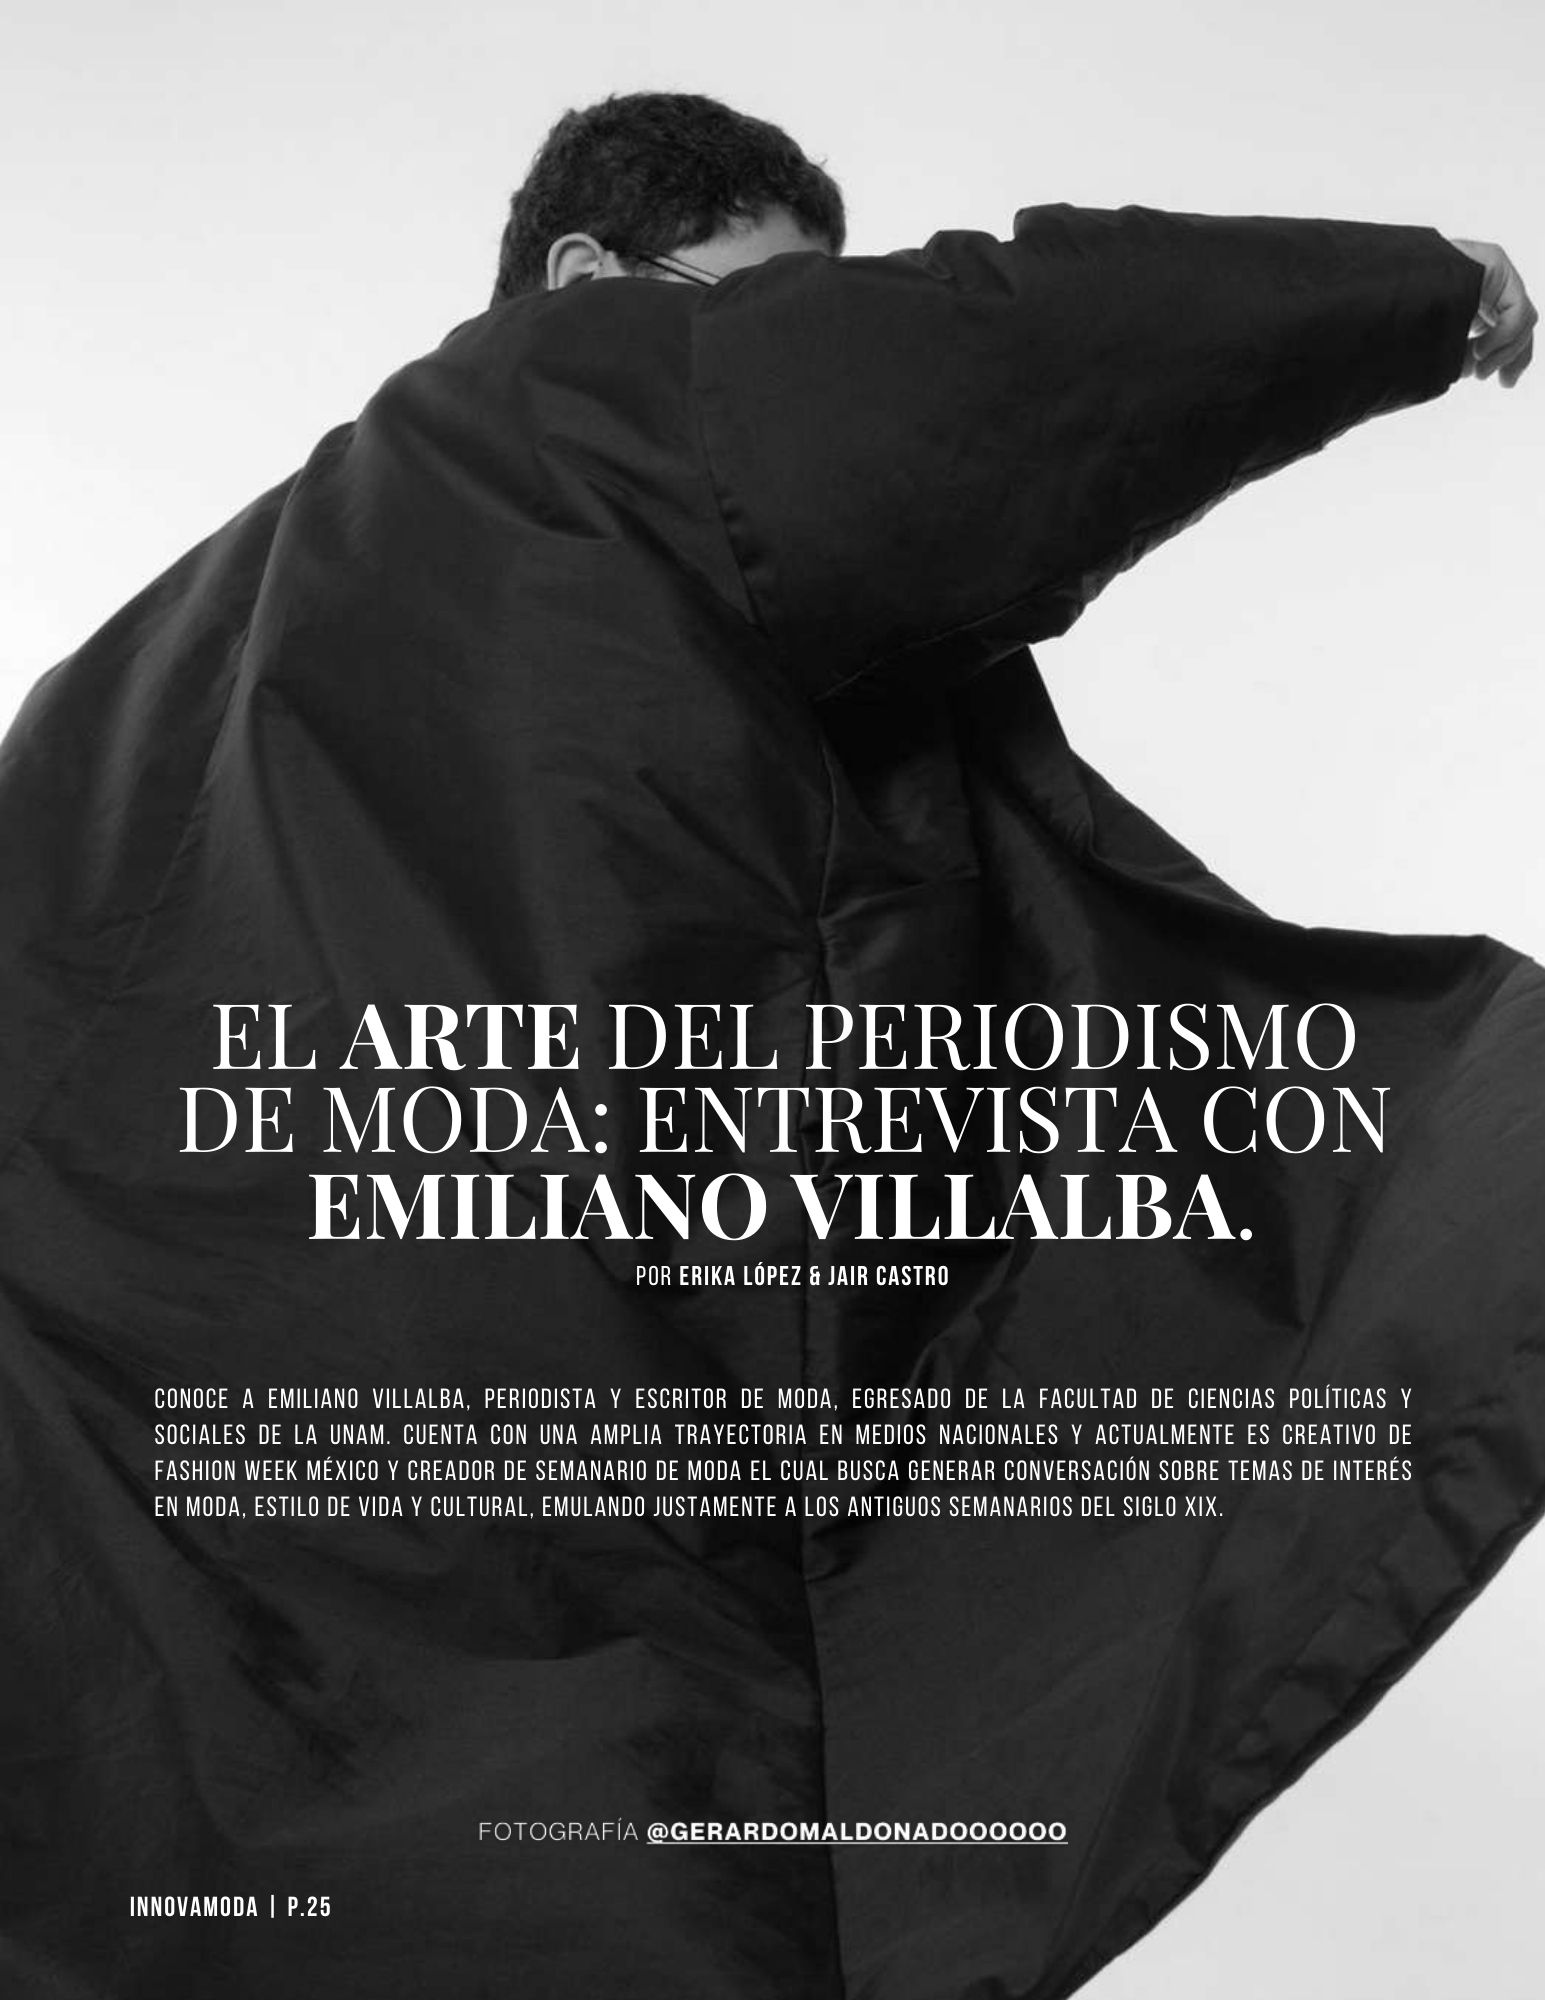 EL ARTE DEL PERIODISMO
DE MODA: ENTREVISTA CON
EMILIANO VILLALBA.
POR ERIKA LÓPEZ & JAIR CASTRO
CONOCE A EMILIANO VILLALBA, PERIODISTA Y ESCRITOR DE MODA, EGRESADO DE LA FACULTAD DE CIENCIAS POLÍTICAS Y
SOCIALES DE LA UNAM. CUENTA CON UNA AMPLIA TRAYECTORIA EN MEDIOS NACIONALES Y ACTUALMENTE ES CREATIVO DE
FASHION WEEK MÉXICO Y CREADOR DE SEMANARIO DE MODA EL CUAL BUSCA GENERAR CONVERSACIÓN SOBRE TEMAS DE INTERÉS
EN MODA, ESTILO DE VIDA Y CULTURAL, EMULANDO JUSTAMENTE A LOS ANTIGUOS SEMANARIOS DEL SIGLO XIX.
FOTOGRAFÍA @GERARDOMALDONADOOOOOO
INNOVAMODA | P.25